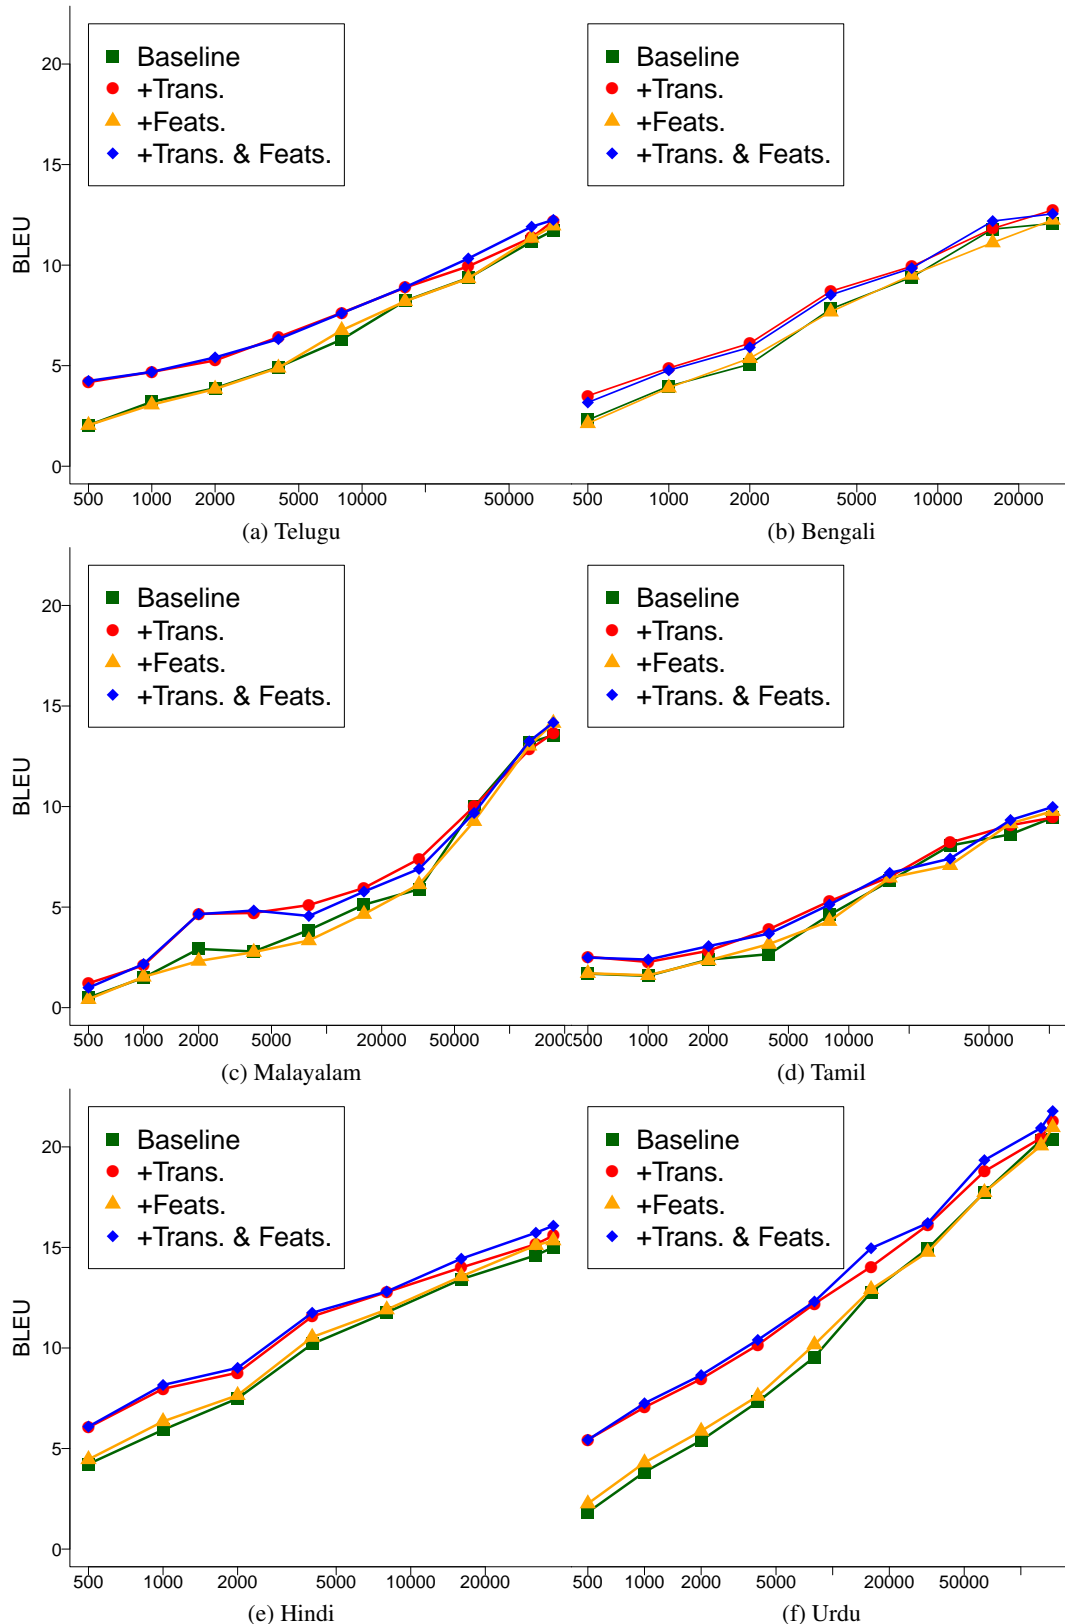 Baseline
+Trans.
+Feats.
+Trans. & Feats.
BLEU
20
15
10
5
0
500 1000 2000 5000 10000 50000
(a) Telugu
Baseline
+Trans.
+Feats.
+Trans. & Feats.
500 1000 2000 5000 10000 20000
(b) Bengali
Baseline
+Trans.
+Feats.
+Trans. & Feats.
BLEU
20
15
10
5
0
500 1000 2000 5000 20000 50000
(c) Malayalam
Baseline
+Trans.
+Feats.
+Trans. & Feats.
500 1000 2000 5000 10000 50000
(d) Tamil
Baseline
+Trans.
+Feats.
+Trans. & Feats.
BLEU
20
15
10
5
0
500 1000 2000 5000 10000 20000
(e) Hindi
Baseline
+Trans.
+Feats.
+Trans. & Feats.
500 1000 2000 5000 20000 50000
(f) Urdu